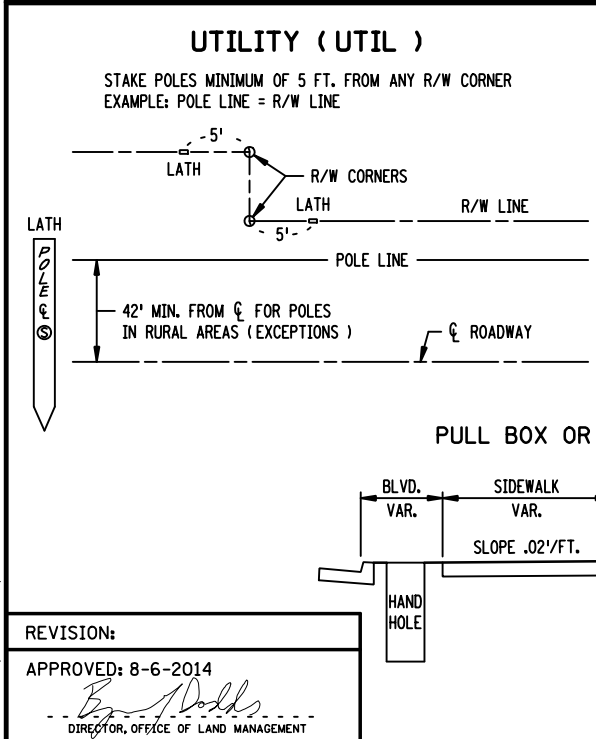 UTILITY (UTIL )
STAKE POLES MINIMUM OF 5 FT. FROM ANY R/W CORNER
EXAMPLE: POLE LINE = R/W LINE
5'
LATH
R/W CORNERS
LATH
R/W LINE
5'
LATH
POLE ℄ Ⓢ
POLE LINE
42' MIN. FROM ℄ FOR POLES
IN RURAL AREAS (EXCEPTIONS )
℄ ROADWAY
PULL BOX OR
BLVD.
VAR.
SIDEWALK
VAR.
SLOPE .02'/FT.
HAND
HOLE
REVISION:
APPROVED: 8-6-2014
DIRECTOR, OFFICE OF LAND MANAGEMENT